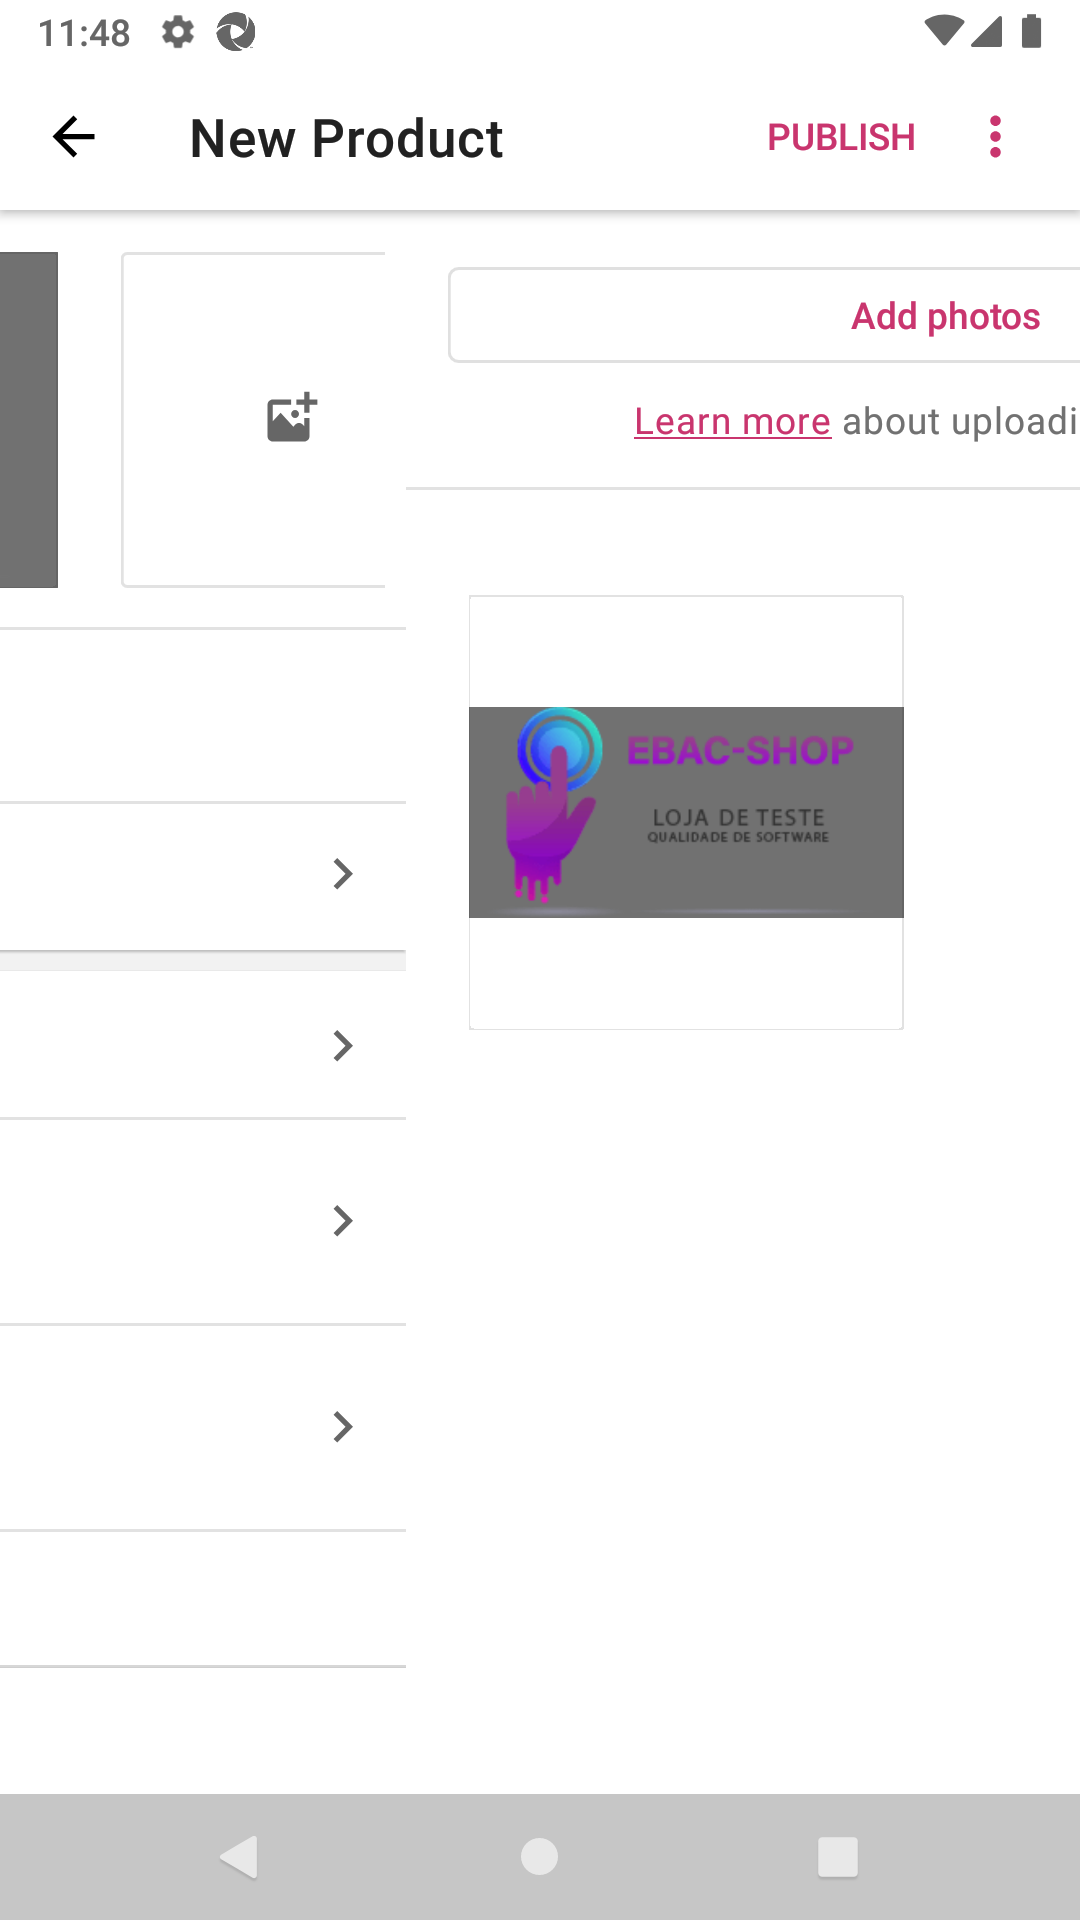 11:48
New Product
PUBLISH
Add photos
Learn more about uploadi
EBAC-SHOP
LOJA DE TESTE
QUALIDADE DE SOFTWARE